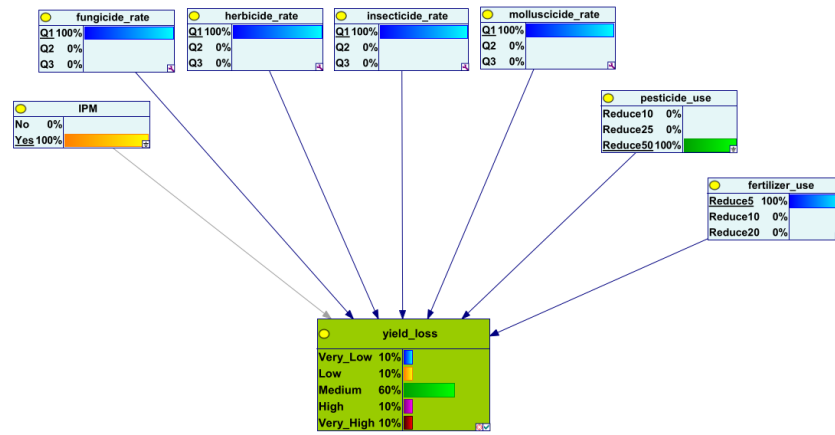 fungicide_rate
Q1 100%
Q2 0%
Q3 0%
herbicide_rate
Q1 100%
Q2 0%
Q3 0%
insecticide_rate
Q1 100%
Q2 0%
Q3 0%
molluscicide_rate
Q1 100%
Q2 0%
Q3 0%
IPM
No 0%
Yes 100%
pesticide_use
Reduce10 0%
Reduce25 0%
Reduce50 100%
fertilizer_use
Reduce5 100%
Reduce10 0%
Reduce20 0%
yield_loss
Very_Low 10%
Low 10%
Medium 60%
High 10%
Very_High 10%